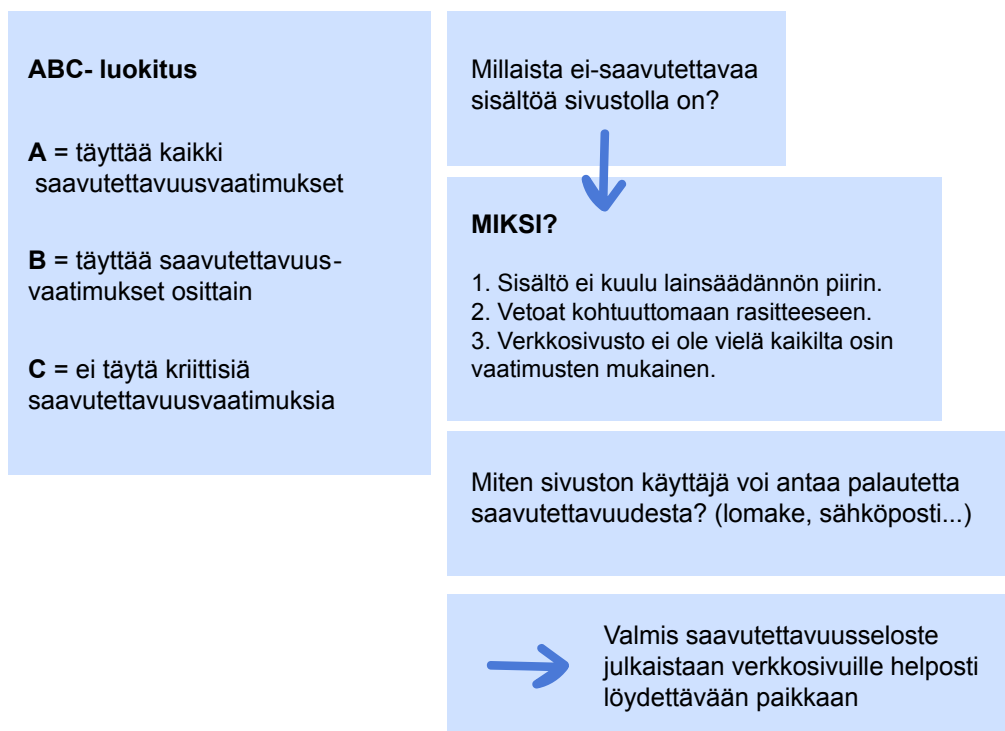 ABC- luokitus
A = täyttää kaikki
saavutettavuusvaatimukset
B = täyttää saavutettavuus-
vaatimukset osittain
C = ei täytä kriittisiä
saavutettavuusvaatimuksia
Millaista ei-saavutettavaa
sisältöä sivustolla on?
MIKSI?
1. Sisältö ei kuulu lainsäädännön piirin.
2. Vetoat kohtuuttomaan rasitteeseen.
3. Verkkosivusto ei ole vielä kaikilta osin
vaatimusten mukainen.
Miten sivuston käyttäjä voi antaa palautetta
saavutettavuudesta? (lomake, sähköposti...)
Valmis saavutettavuusseloste
julkaistaan verkkosivuille helposti
löydettävään paikkaan